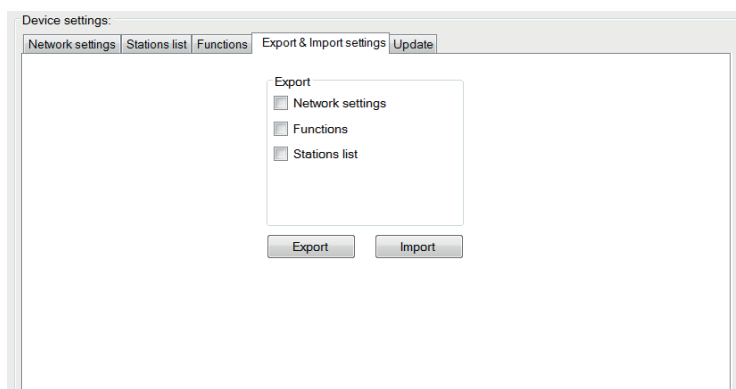 Device settings:
Network settings Stations list Functions Export & Import settings Update
Export
Network settings
Functions
Stations list
Export Import